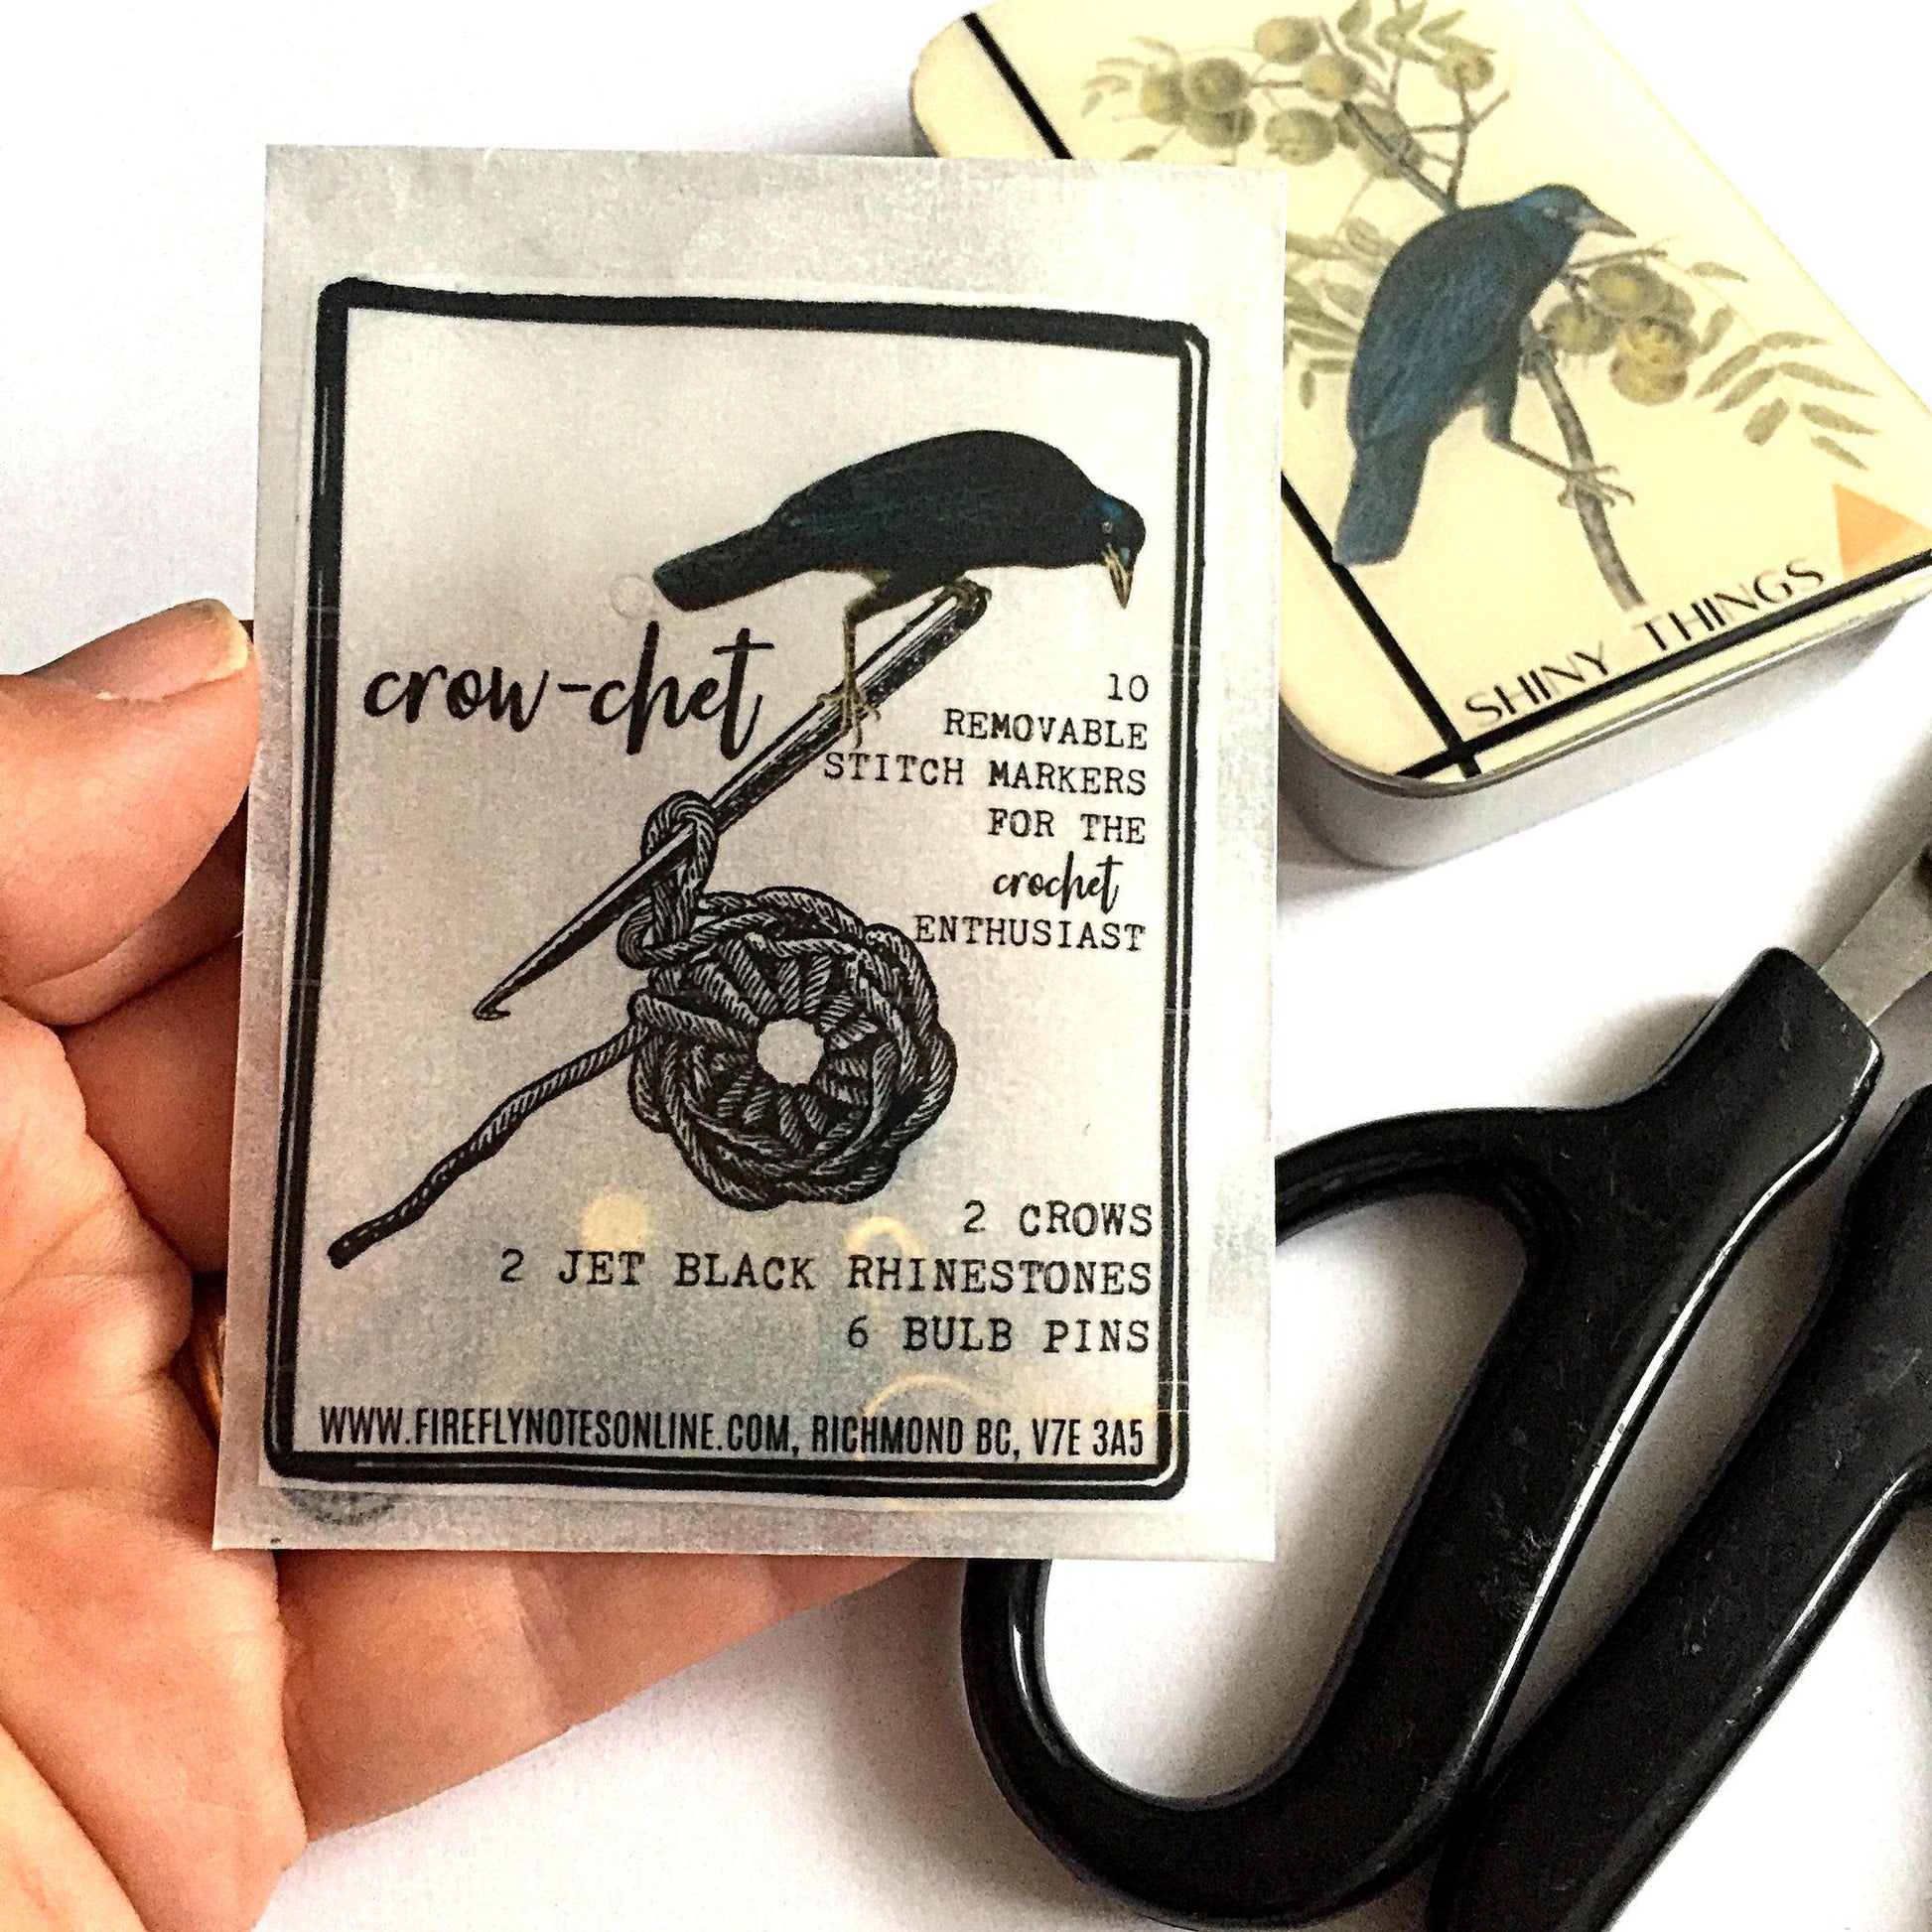 crow-chet
10
REMOVABLE
STITCH MARKERS
FOR THE
crochet
ENTHUSIAST
2 CROWS
2 JET BLACK RHINESTONES
6 BULB PINS
WWW.FIREFLYNOTESONLINE.COM, RICHMOND BC, V7E 3A5
SHINY THINGS